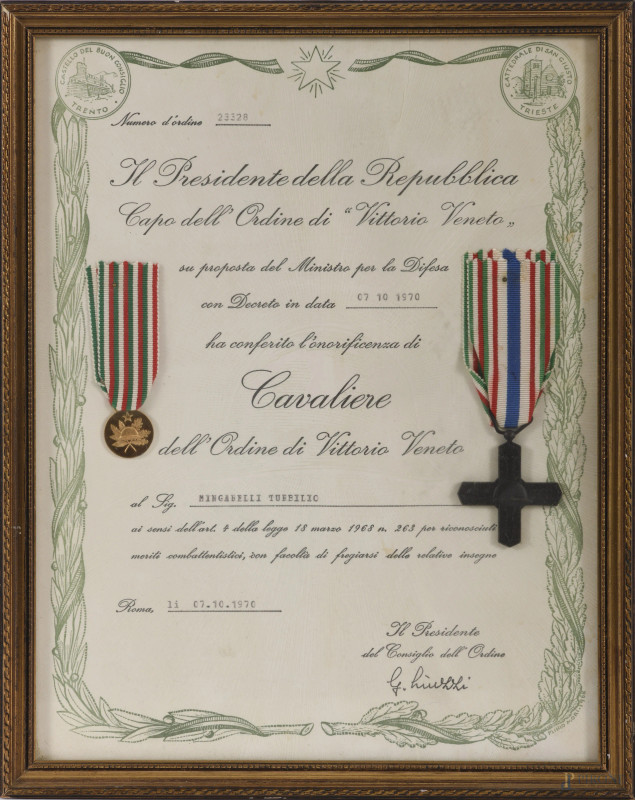 CASTELLO DEL BUON CONSIGLIO
TRENTO
CATTEDRALE DI SAN GIUSTO
TRIESTE
Numero d'ordine 23328
Il Presidente della Repubblica
Capo dell'Ordine di "Vittorio Veneto„
su proposta del Ministro per la Difesa
con Decreto in data 07 10 1970
ha conferito l'onorificenza di
Cavaliere
dell'Ordine di Vittorio Veneto
al Sig. TURBILIO
ai sensi dell'art. 4 della legge 18 marzo 1968 n. 263 per riconosciuti
meriti combattentistici, con facoltà di fregiarsi delle relative insegne
Roma, li 07.10.1970
Il Presidente
del Consiglio dell'Ordine